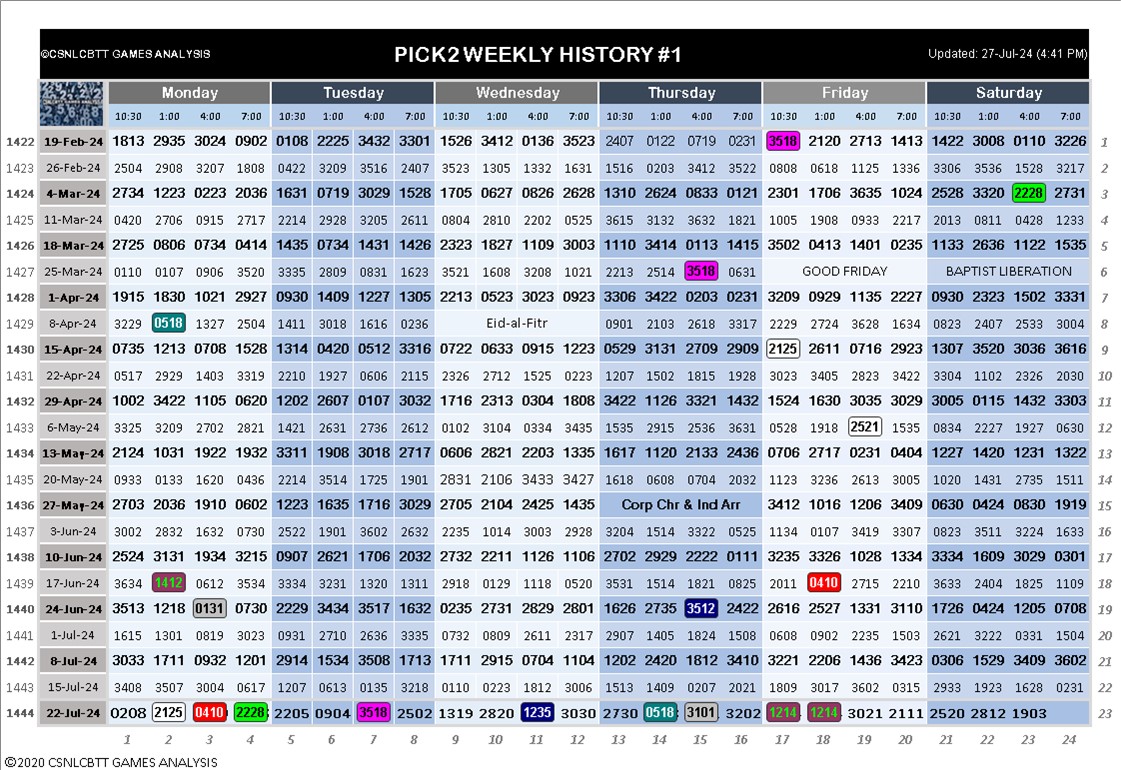 ©CSNLCBTT GAMES ANALYSIS PICK2 WEEKLY HISTORY #1 Updated: 27-Jul-24 (4:41 PM)
Monday Tuesday Wednesday Thursday Friday Saturday
10:30 1:00 4:00 7:00 10:30 1:00 4:00 7:00 10:30 1:00 4:00 7:00 10:30 1:00 4:00 7:00 10:30 1:00 4:00 7:00 10:30 1:00 4:00 7:00
1422 19-Feb-24 1813 2935 3024 0902 0108 2225 3432 3301 1526 3412 0136 3523 2407 0122 0719 0231 3518 2120 2713 1413 1422 3008 0110 3226 1
1423 26-Feb-24 2504 2908 3207 1808 0422 3209 3516 2407 3523 1305 1332 1631 1516 0203 3412 3522 0808 0618 1125 1336 3306 3536 1528 3217 2
1424 4-Mar-24 2734 1223 0223 2036 1631 0719 3029 1528 1705 0627 0826 2628 1310 2624 0833 0121 2301 1706 3635 1024 2528 3320 2228 2731 3
1425 11-Mar-24 0420 2706 0915 2717 2214 2823 3205 2611 0804 2810 2202 0525 3615 3132 3632 1821 1005 1908 0933 2217 2013 0811 0428 1233 4
1426 18-Mar-24 2725 0806 0734 0414 1435 0734 1431 1426 2323 1827 1109 3003 1110 3414 0113 1415 3502 0413 1401 0235 1133 2636 1122 1535 5
1427 25-Mar-24 0110 0107 0906 3520 3335 2809 0831 1623 3521 1608 3208 1021 2213 2514 3518 0631 GOOD FRIDAY BAPTIST LIBERATION 6
1428 1-Apr-24 1915 1830 1021 2927 0930 1409 1227 1305 2213 0523 3023 0923 3306 3422 0203 0231 3209 0929 1135 2227 0930 2323 1502 3331 7
1429 8-Apr-24 3229 0518 1327 2504 1411 3018 1616 0236 Eid-al-Fitr 0901 2103 2618 3317 2229 2724 3628 1634 0823 2407 2533 3004 8
1430 15-Apr-24 0735 1213 0708 1528 1314 0420 0512 3316 0722 0633 0915 1223 0529 3131 2709 2909 2125 2611 0716 2923 1307 3520 3036 3616 9
1431 22-Apr-24 0517 2929 1403 3319 2210 1927 0606 2115 2326 2712 1525 0223 1207 1502 1815 1928 3023 3405 2823 3422 3304 1102 2326 2030 10
1432 29-Apr-24 1002 3422 1105 0620 1202 2607 0107 3032 1716 2313 0304 1808 3422 1126 3321 1432 1524 1630 3035 3029 3005 0115 1432 3303 11
1433 6-May-24 3325 3209 2702 2821 1421 2631 2736 2612 0102 3104 0334 3435 1535 2915 2536 3631 0528 1918 2521 1535 0834 2227 1927 0630 12
1434 13-May-24 2124 1031 1922 1932 3311 1908 3018 2717 0606 2821 2203 1335 1617 1120 2133 2436 0706 2717 0231 0404 1227 1420 1231 1322 13
1435 20-May-24 0933 0133 1620 0436 2214 3514 1725 1901 2831 2106 3433 3427 1618 0608 0704 2032 1123 3236 2613 3005 1020 1431 2735 1511 14
1436 27-May-24 2703 2036 1910 0602 1223 1635 1716 3029 2705 2104 2425 1435 Corp Chr & Ind Arr 3412 1016 1206 3409 0630 0424 0830 1919 15
1437 3-Jun-24 3002 2832 1632 0730 2522 1901 3602 2632 2235 1014 3003 2928 3204 1514 3322 0525 1134 0107 3419 3307 0823 3511 3224 1633 16
1438 10-Jun-24 2524 3131 1934 3215 0907 2621 1706 2032 2732 2211 1126 1106 2702 2929 2222 0111 3235 3326 1028 1334 3334 1609 3029 0301 17
1439 17-Jun-24 3634 1412 0612 3534 3334 3231 1320 1311 2918 0129 1118 0520 3531 1514 1821 0825 2011 0410 2715 2210 3633 2404 1825 1109 18
1440 24-Jun-24 3513 1218 0131 0730 2229 3434 3517 1632 0235 2731 2829 2801 1626 2735 3512 2422 2616 2527 1331 3110 1726 0424 1205 0708 19
1441 1-Jul-24 1615 1301 0819 3023 0931 2710 2636 3335 0732 0809 2611 2317 2907 1405 1824 1508 0608 0902 2235 1503 2621 3222 0331 1504 20
1442 8-Jul-24 3033 1711 0932 1201 2914 1534 3508 1713 1711 2915 0704 1104 1202 2420 1812 3410 3221 2206 1436 3423 0306 1529 3409 3602 21
1443 15-Jul-24 3408 3507 3004 0617 1207 0613 0135 3218 0110 0223 1812 3006 1513 1409 0207 2021 1809 3017 3602 0315 2933 1923 1628 0231 22
1444 22-Jul-24 0208 2125 0410 2228 2205 0904 3518 2502 1319 2820 1235 3030 2730 0518 3101 3202 1214 1214 3021 2111 2520 2812 1903 23
1 2 3 4 5 6 7 8 9 10 11 12 13 14 15 16 17 18 19 20 21 22 23 24
©2020 CSNLCBTT GAMES ANALYSIS